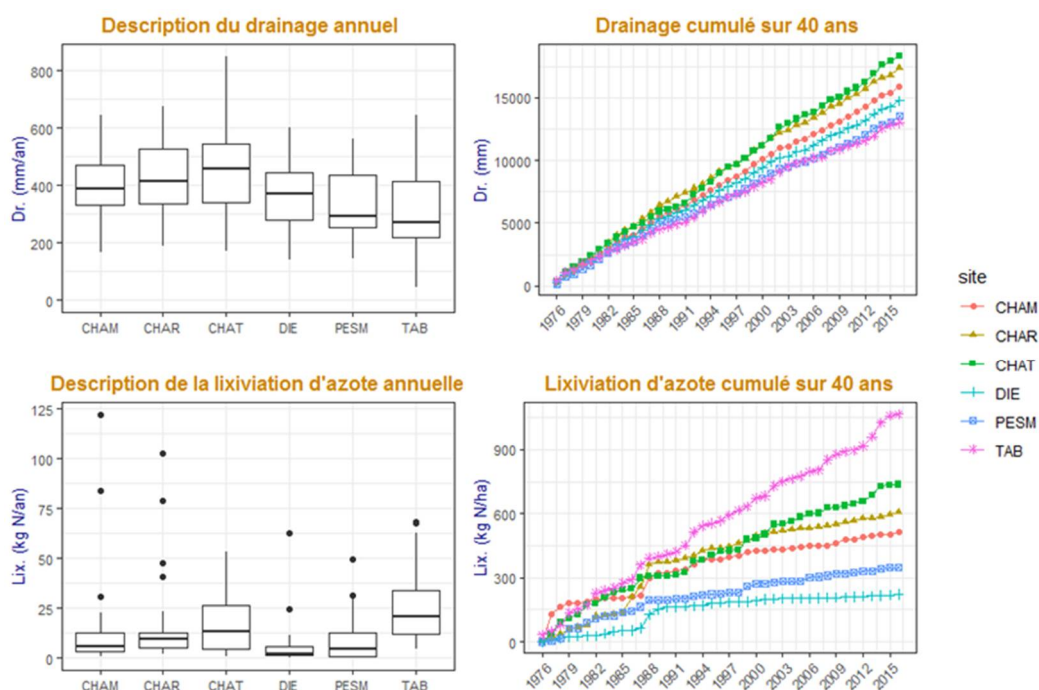 Description du drainage annuel
Dr. (mm/an)
800
600
400
200
0
CHAM CHAR CHAT DIE PESM TAB
Drainage cumulé sur 40 ans
Dr. (mm)
15000
10000
5000
0
1976 1979 1982 1985 1988 1991 1994 1997 2000 2003 2006 2009 2012 2015
Description de la lixiviation d'azote annuelle
Lix. (kg N/an)
125
100
75
50
25
0
CHAM CHAR CHAT DIE PESM TAB
Lixiviation d'azote cumulé sur 40 ans
Lix. (kg N/ha)
900
600
300
0
1976 1979 1982 1985 1988 1991 1994 1997 2000 2003 2006 2009 2012 2015
site
CHAM
CHAR
CHAT
DIE
PESM
TAB